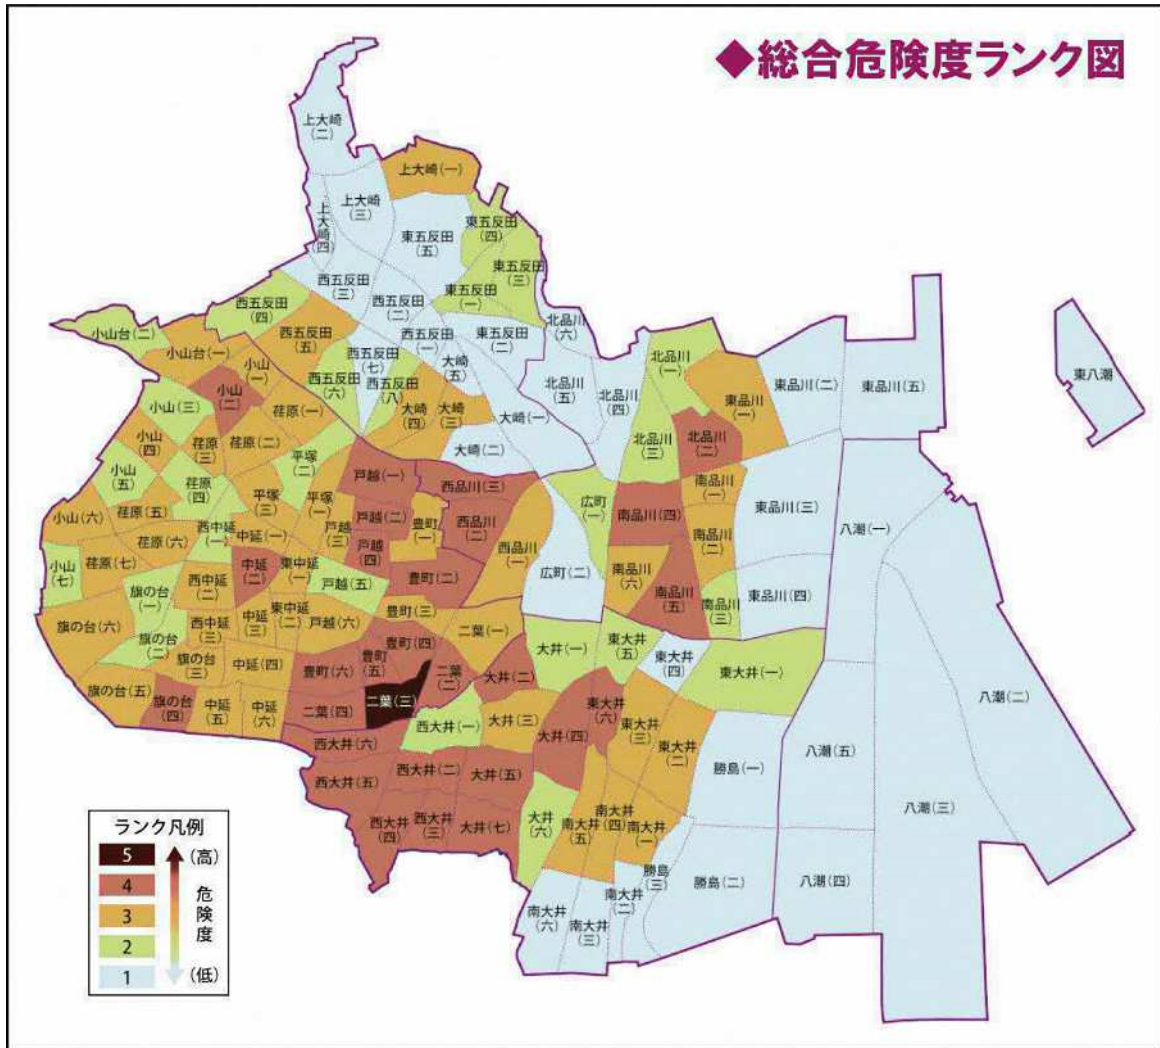 ◆総合危険度ランク図
上大崎
(二)
上大崎(一)
上大崎
(三)
上大崎(四)
東五反田
(四)
東五反田
(五)
東五反田
(三)
西五反田
(三)
東五反田
(一)
西五反田
(四)
西五反田
(二)
北品川
(六)
小山台(二)
西五反田
(五)
西五反田
(一)
東五反田
(二)
小山台(一)
西五反田
(七)
大崎
(五)
北品川
(一)
東品川(二)
東品川(五)
東八潮
小山
(一)
西五反田
(六)
西五反田
(八)
北品川
(五)
北品川
(四)
小山
(二)
東品川
(一)
小山(三)
荏原(一)
大崎
(四)
大崎
(三)
大崎(一)
北品川
(三)
北品川
(二)
小山
(四)
荏原
(三)
荏原(二)
大崎(二)
平塚
(二)
小山
(五)
荏原
(四)
戸越(一)
西品川(三)
南品川
(一)
平塚
(三)
平塚
(一)
広町
(一)
東品川(三)
小山(六)
荏原(五)
戸越(二)
豊町
(一)
西品川
(二)
南品川(四)
八潮(一)
西中延
(一)
中延(一)
戸越
(三)
南品川
(二)
荏原(六)
戸越
(四)
西品川
(一)
小山
(七)
荏原(七)
中延
(二)
東中延
(一)
豊町(二)
広町(二)
南品川
(六)
西中延
(二)
戸越(五)
南品川
(五)
南品川
(三)
東品川(四)
旗の台
(一)
豊町(三)
旗の台(六)
西中延
(三)
中延
(三)
東中延
(二)
戸越(六)
二葉(一)
旗の台
(二)
豊町(四)
大井(一)
東大井
(五)
東大井
(四)
東大井(一)
旗の台
(三)
中延(四)
豊町(六)
豊町
(五)
二葉
(二)
大井(二)
旗の台(五)
旗の台
(四)
中延
(五)
中延
(六)
二葉(四)
二葉(三)
東大井
(六)
八潮(二)
西大井(一)
大井(三)
大井(四)
東大井
(三)
東大井
(二)
西大井(六)
八潮(五)
西大井(五)
西大井(二)
大井(五)
勝島(一)
八潮(三)
西大井
(四)
西大井
(三)
大井(七)
大井
(六)
南大井
(五)
南大井
(四)
南大井
(一)
勝島
(三)
勝島(二)
八潮(四)
南大井
(六)
南大井
(三)
南大井
(二)
ランク凡例
5
(高)
4
3
危険度
2
1
(低)